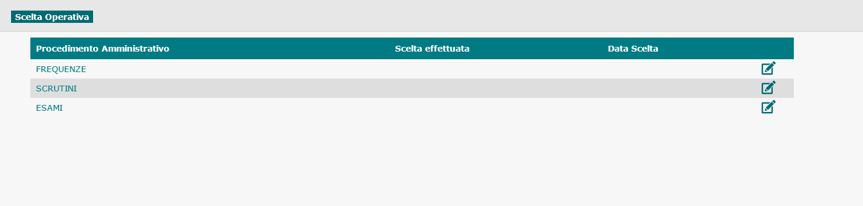 Scelta Operativa
Procedimento Amministrativo Scelta effettuata Data Scelta
FREQUENZE
SCRUTINI
ESAMI